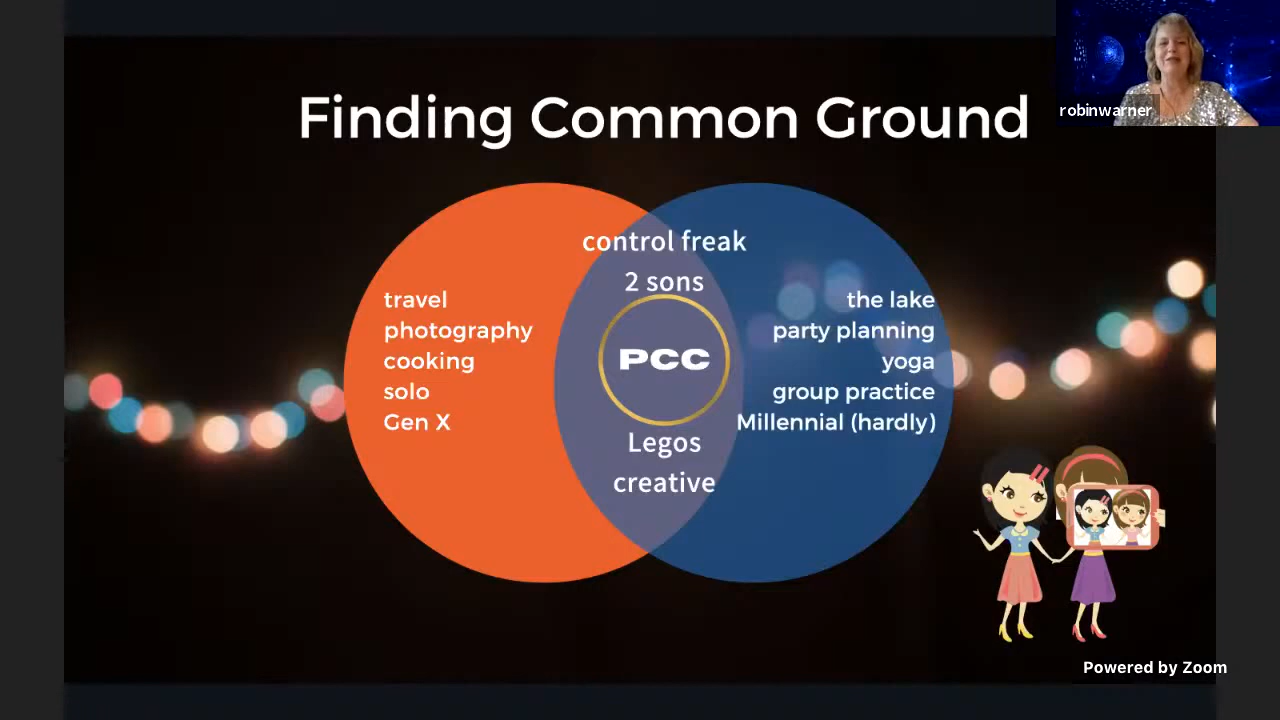 Finding Common Ground
robinwarner
control freak
2 sons
PCC
Legos
creative
travel
photography
cooking
solo
Gen X
the lake
party planning
yoga
group practice
Millennial (hardly)
Powered by Zoom